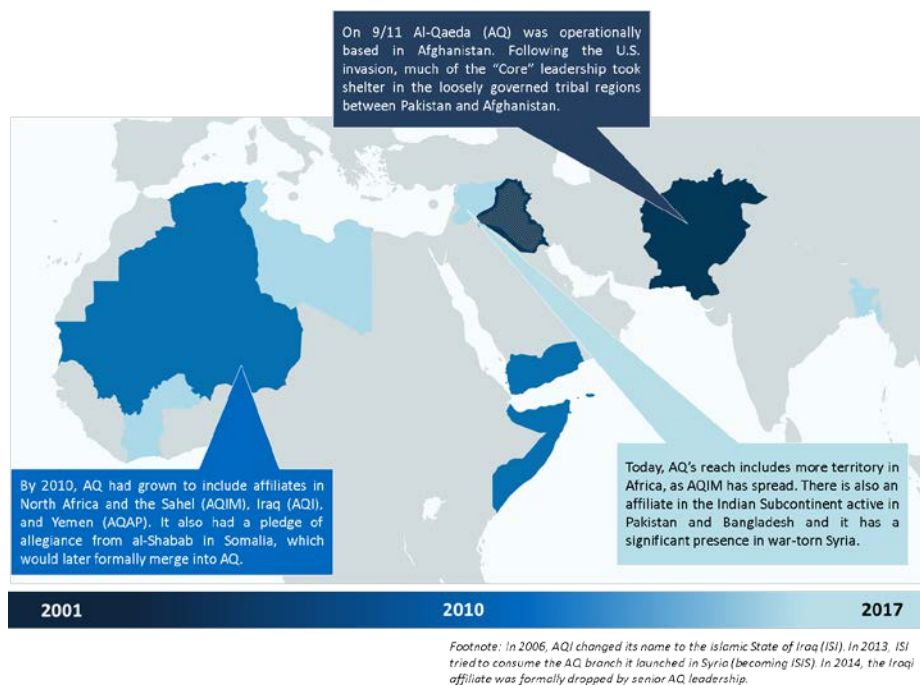 On 9/11 Al-Qaeda (AQ) was operationally
based in Afghanistan. Following the U.S.
invasion, much of the “Core” leadership took
shelter in the loosely governed tribal regions
between Pakistan and Afghanistan.
By 2010, AQ had grown to include affiliates in
North Africa and the Sahel (AQIM), Iraq (AQI),
and Yemen (AQAP). It also had a pledge of
allegiance from al-Shabab in Somalia, which
would later formally merge into AQ.
Today, AQ’s reach includes more territory in
Africa, as AQIM has spread. There is also an
affiliate in the Indian Subcontinent active in
Pakistan and Bangladesh and it has a
significant presence in war-torn Syria.
2001
2010
2017
Footnote: In 2006, AQI changed its name to the Islamic State of Iraq (ISI). In 2013, ISI
tried to consume the AQ branch it launched in Syria (becoming ISIS). In 2014, the Iraqi
affiliate was formally dropped by senior AQ leadership.